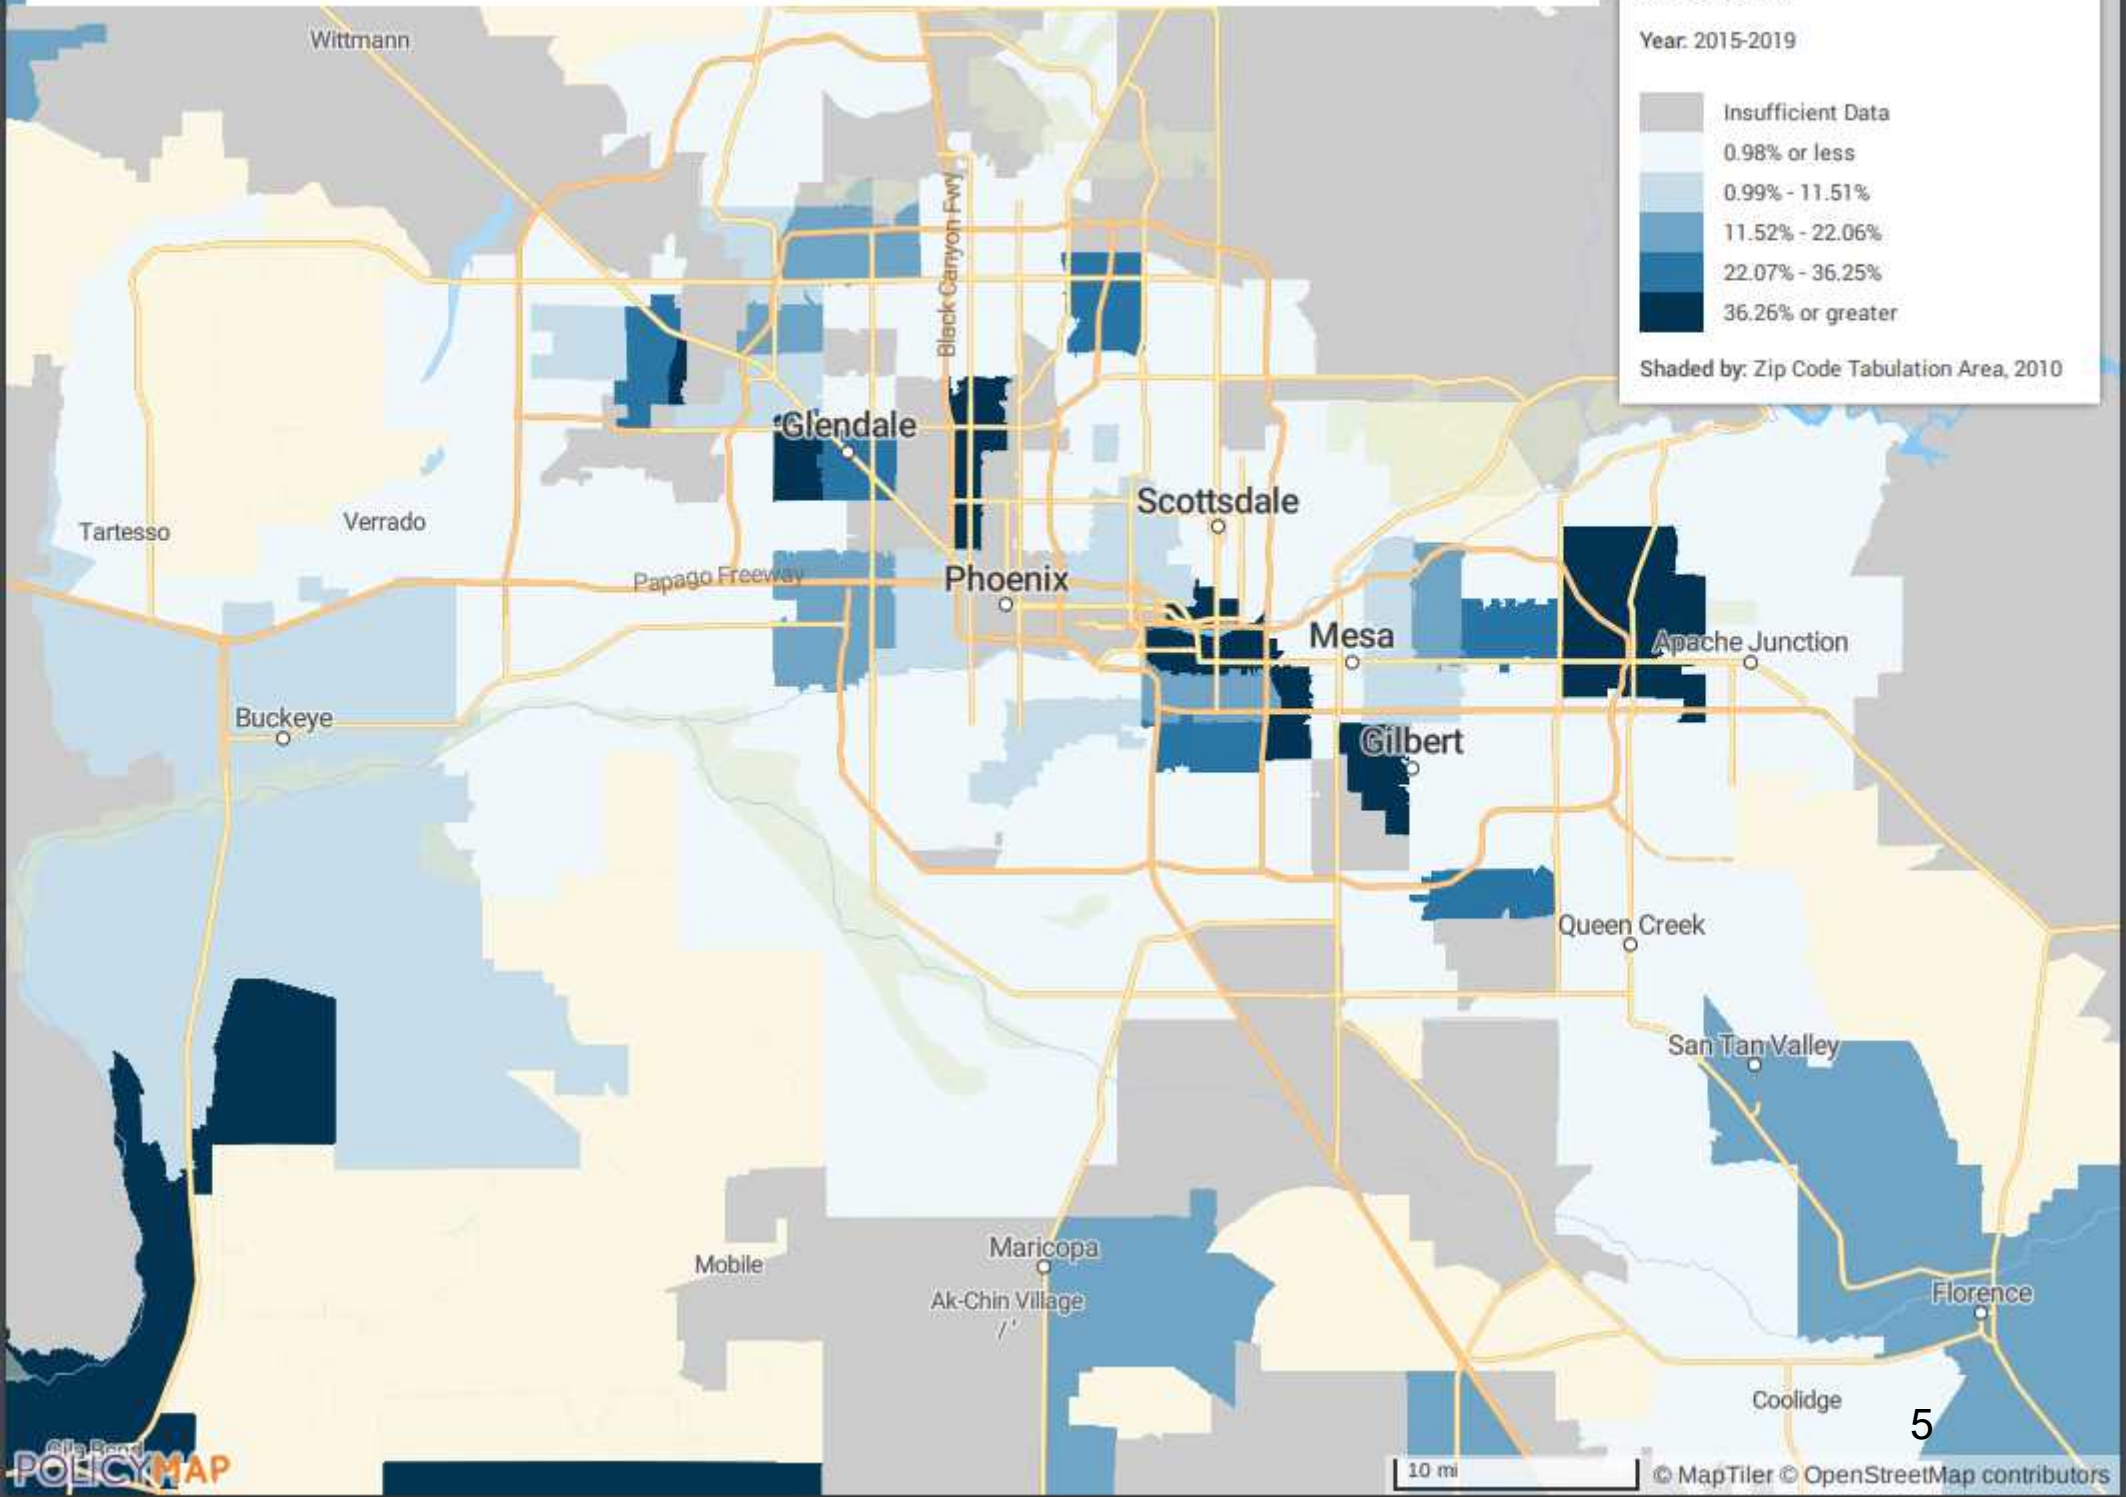 Wittmann
Year: 2015-2019
Insufficient Data
0.98% or less
0.99% - 11.51%
11.52% - 22.06%
22.07% - 36.25%
36.26% or greater
Shaded by: Zip Code Tabulation Area, 2010
Black Canyon Fwy
Glendale
Scottsdale
Tartesso
Verrado
Papago Freeway
Phoenix
Mesa
Apache Junction
Buckeye
Gilbert
Queen Creek
San Tan Valley
Maricopa
Mobile
Ak-Chin Village
Florence
Coolidge
5
Gila Bend
POLICYMAP
10 mi
© MapTiler © OpenStreetMap contributors